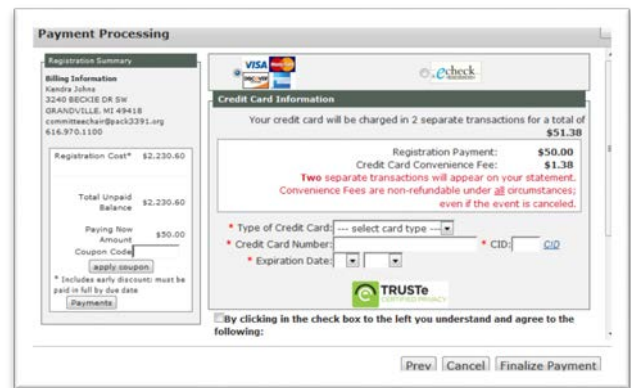 Payment Processing
Registration Summary
Billing Information
Kendra Johns
3240 BECKIE DR SW
GRANDVILLE, MI 49418
committeechair@pack3391.org
616.970.1100
Registration Cost* $2,230.60
Total Unpaid
Balance $2,230.60
Paying Now
Amount $50.00
Coupon Code
apply coupon
* Includes early discount; must be
paid in full by due date
Payments
VISA MasterCard
DISCOVER
echeck
Credit Card Information
Your credit card will be charged in 2 separate transactions for a total of
$51.38
Registration Payment: $50.00
Credit Card Convenience Fee: $1.38
Two separate transactions will appear on your statement.
Convenience Fees are non-refundable under all circumstances;
even if the event is canceled.
* Type of Credit Card: --- select card type ---
* Credit Card Number: * CID: CID
* Expiration Date:
TRUSTe
CERTIFIED PRIVACY
By clicking in the check box to the left you understand and agree to the
following:
Prev Cancel Finalize Payment